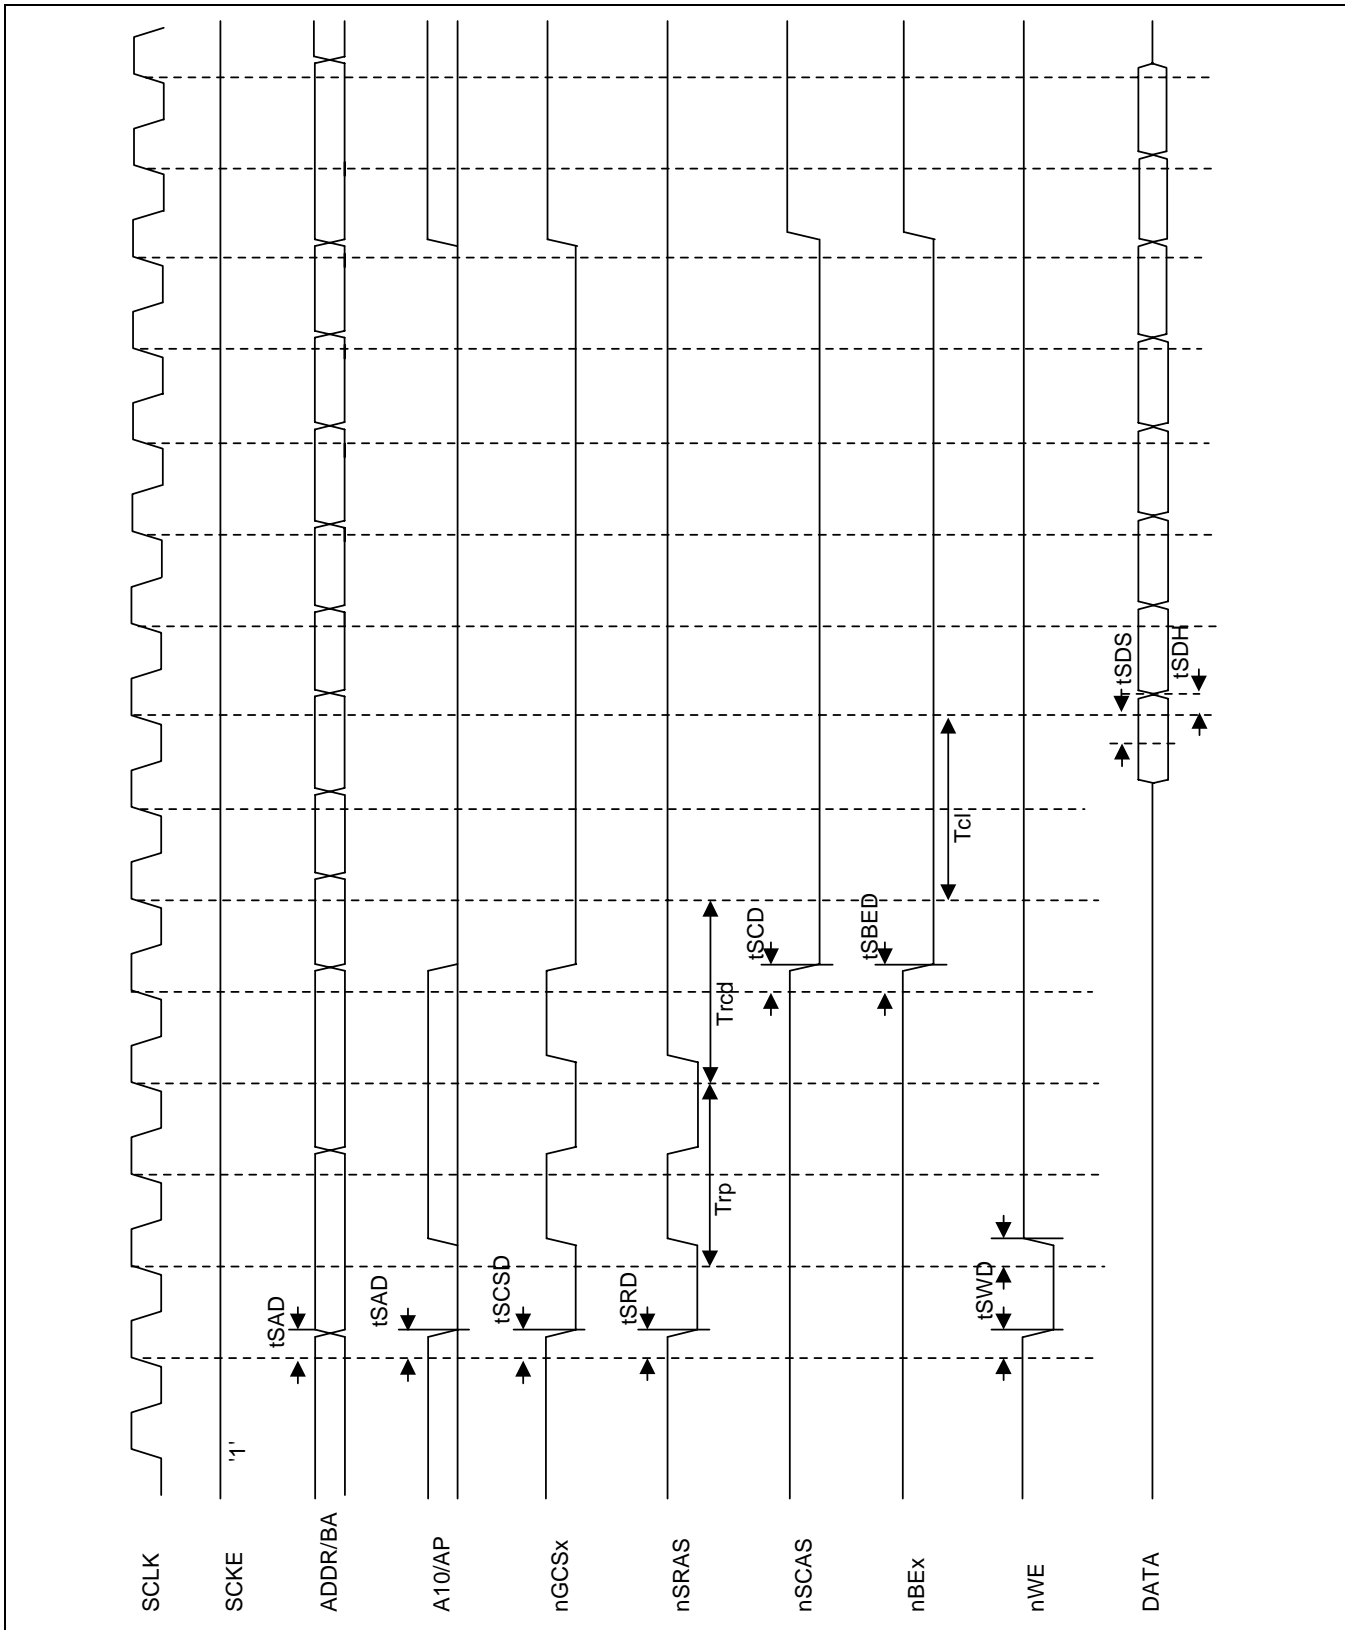 SCLK
SCKE
'1'
ADDR/BA
tSAD
A10/AP
tSAD
nGCSx
tSCSD
nSRAS
tSRD
Trp
Trcd
nSCAS
tSCD
nBEx
tSBED
Tcl
nWE
tSWD
DATA
tSDS
tSDH